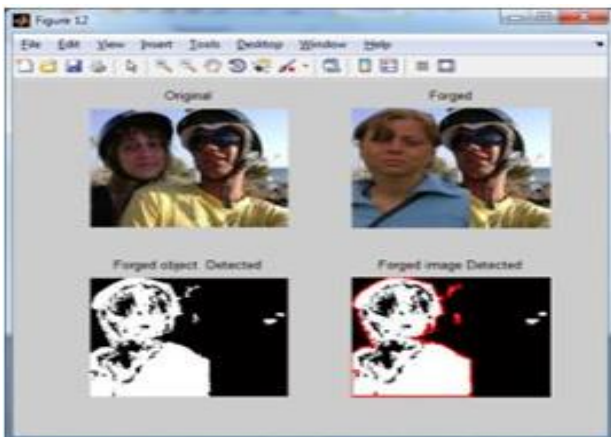 Figure 12
File Edit View Insert Tools Desktop Window Help
Original Forged
Forged object Detected Forged image Detected